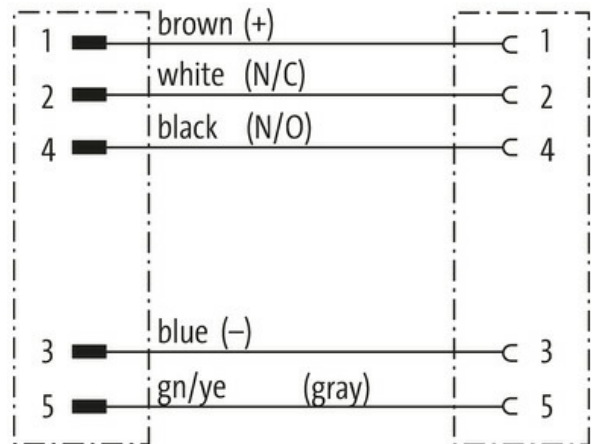 1 brown (+) 1
2 white (N/C) 2
4 black (N/O) 4
3 blue (–) 3
5 gn/ye (gray) 5